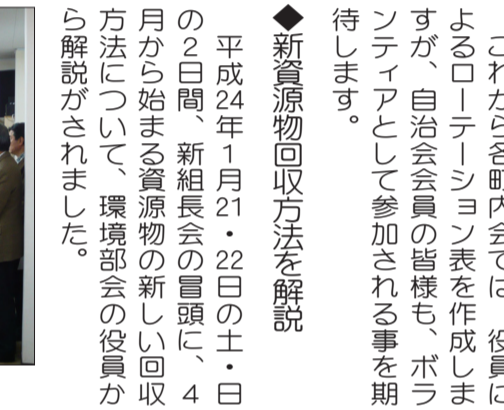 これから各町内会では、役員に
よるローテーション表を作成しま
すが、自治会会員の皆様も、ボラ
ンティアとして参加される事を期
待します。
◆新資源物回収方法を解説
平成24年1月21・22日の土・日
の2日間、新組長会の冒頭に、4
月から始まる資源物の新しい回収
方法について、環境部会の役員か
ら解説がされました。